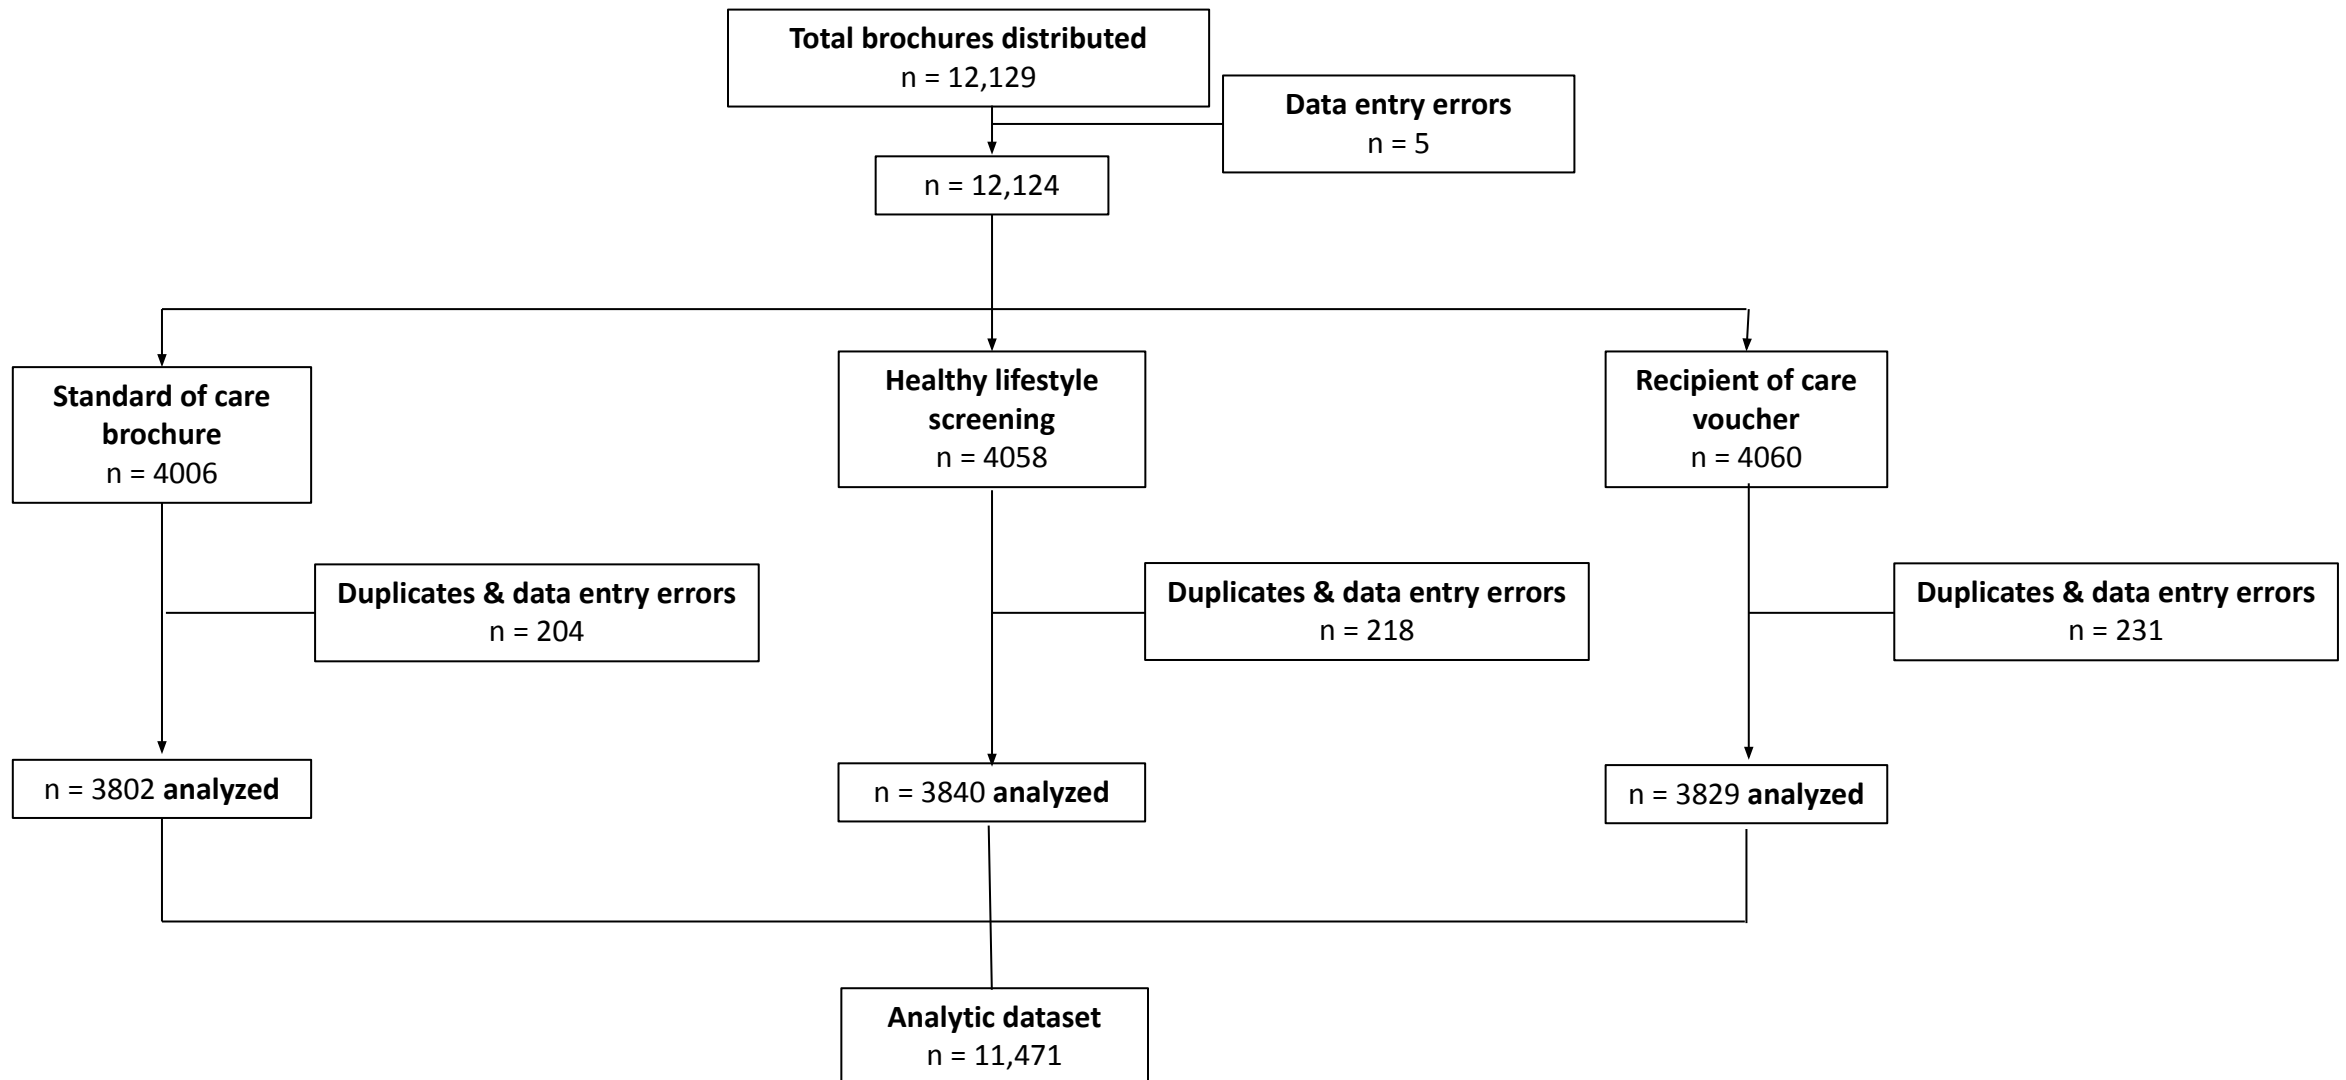 Total brochures distributed
n = 12,129
Data entry errors
n = 5
n = 12,124
Standard of care
brochure
n = 4006
Healthy lifestyle
screening
n = 4058
Recipient of care
voucher
n = 4060
Duplicates & data entry errors
n = 204
Duplicates & data entry errors
n = 218
Duplicates & data entry errors
n = 231
n = 3802 analyzed
n = 3840 analyzed
n = 3829 analyzed
Analytic dataset
n = 11,471